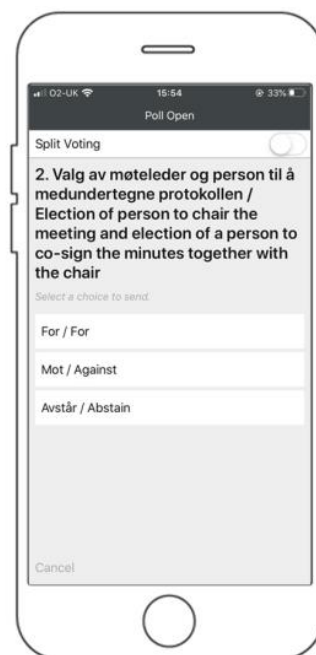 O2-UK 15:54 33%
Poll Open
Split Voting
2. Valg av møteleder og person til å
medundertegne protokollen /
Election of person to chair the
meeting and election of a person to
co-sign the minutes together with
the chair
Select a choice to send.
For / For
Mot / Against
Avstår / Abstain
Cancel